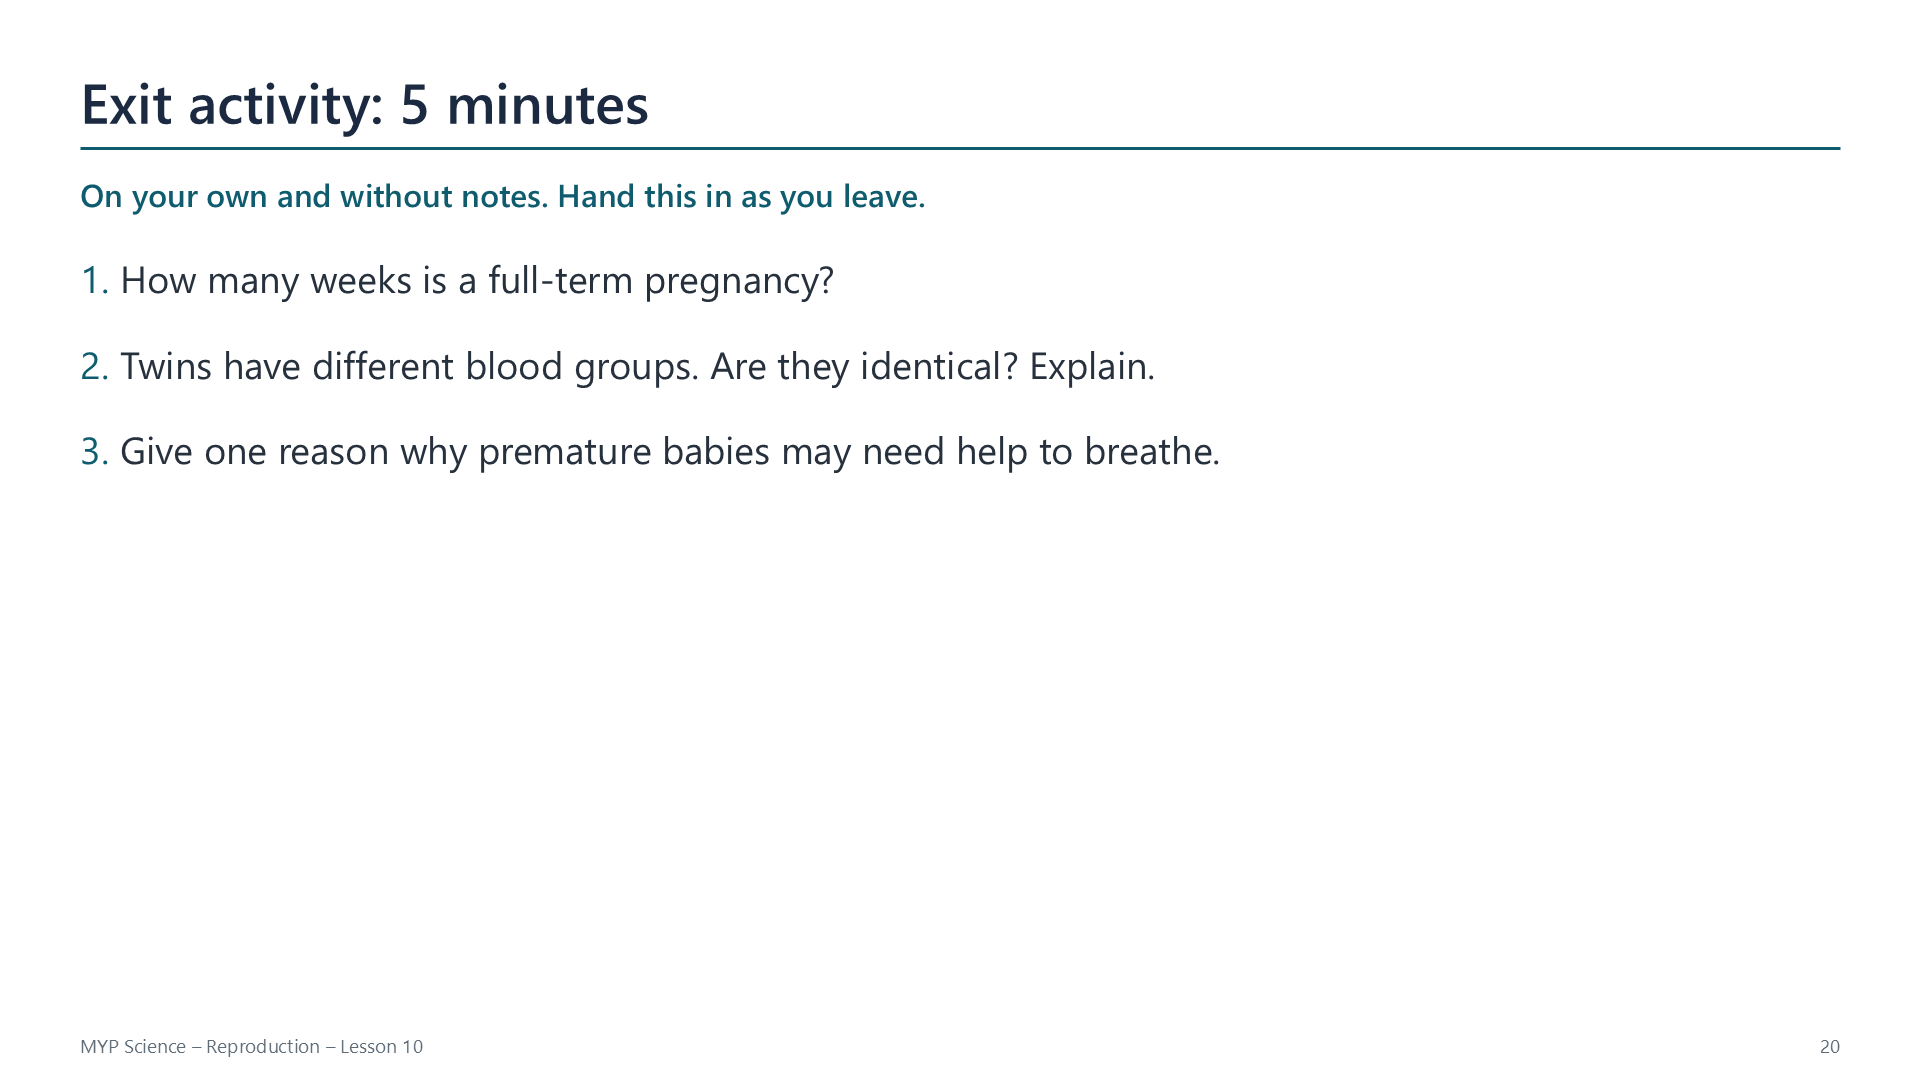 Exit activity: 5 minutes
On your own and without notes. Hand this in as you leave.
1. How many weeks is a full-term pregnancy?
2. Twins have different blood groups. Are they identical? Explain.
3. Give one reason why premature babies may need help to breathe.
MYP Science – Reproduction – Lesson 10
20